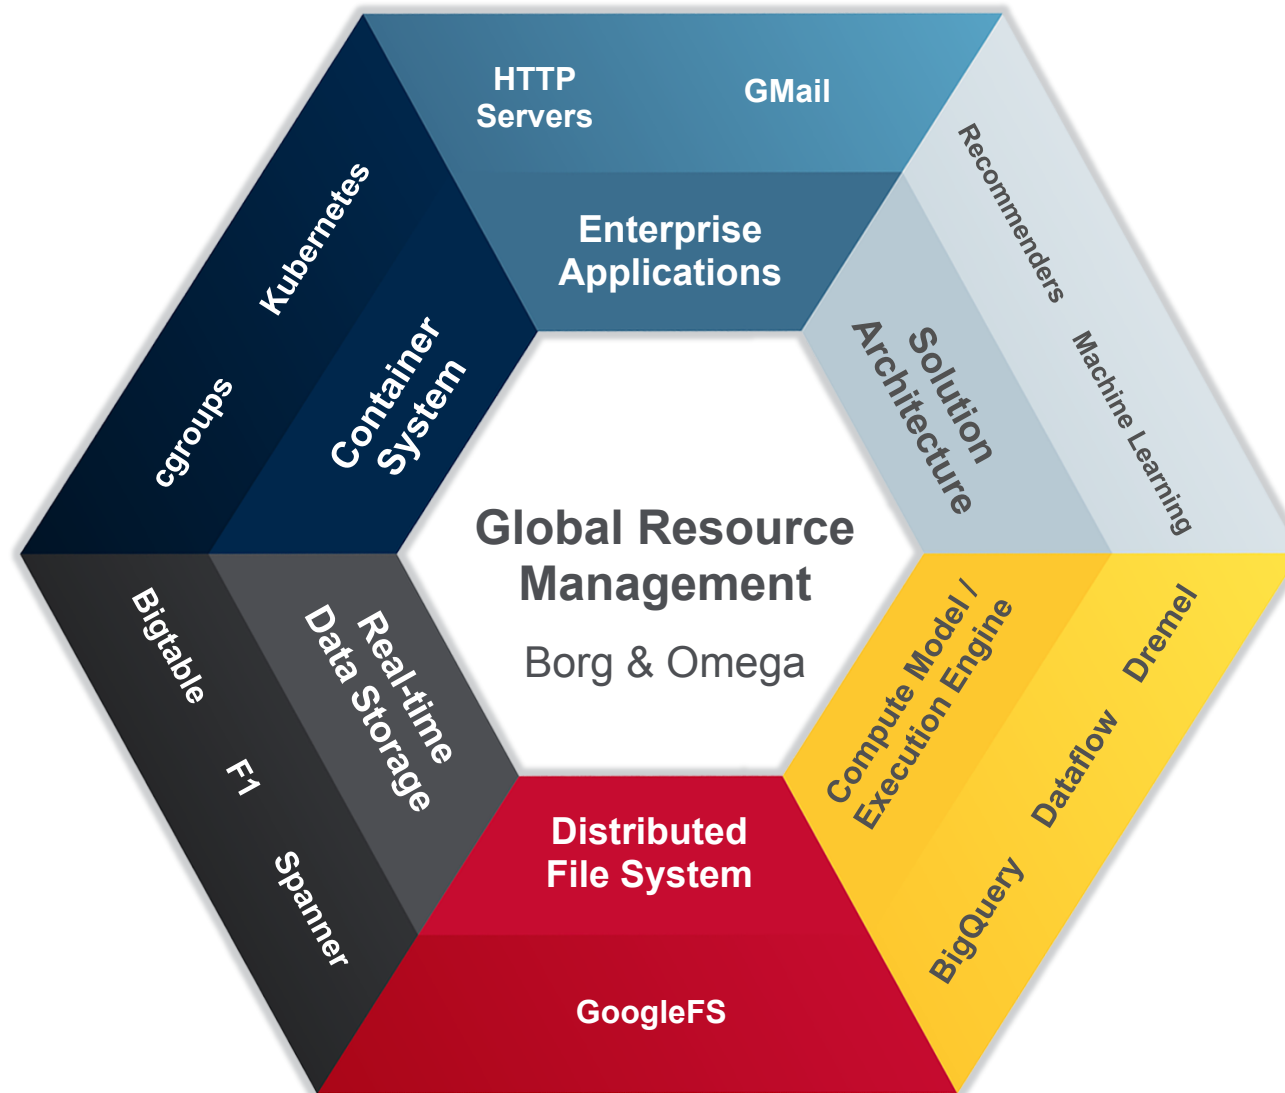 HTTP
Servers
GMail
Enterprise
Applications
Recommenders
Machine Learning
Solution
Architecture
Kubernetes
cgroups
Container
System
Global Resource
Management
Borg & Omega
Bigtable
F1
Spanner
Real-time
Data Storage
Compute Model /
Execution Engine
Dremel
Dataflow
BigQuery
Distributed
File System
GoogleFS